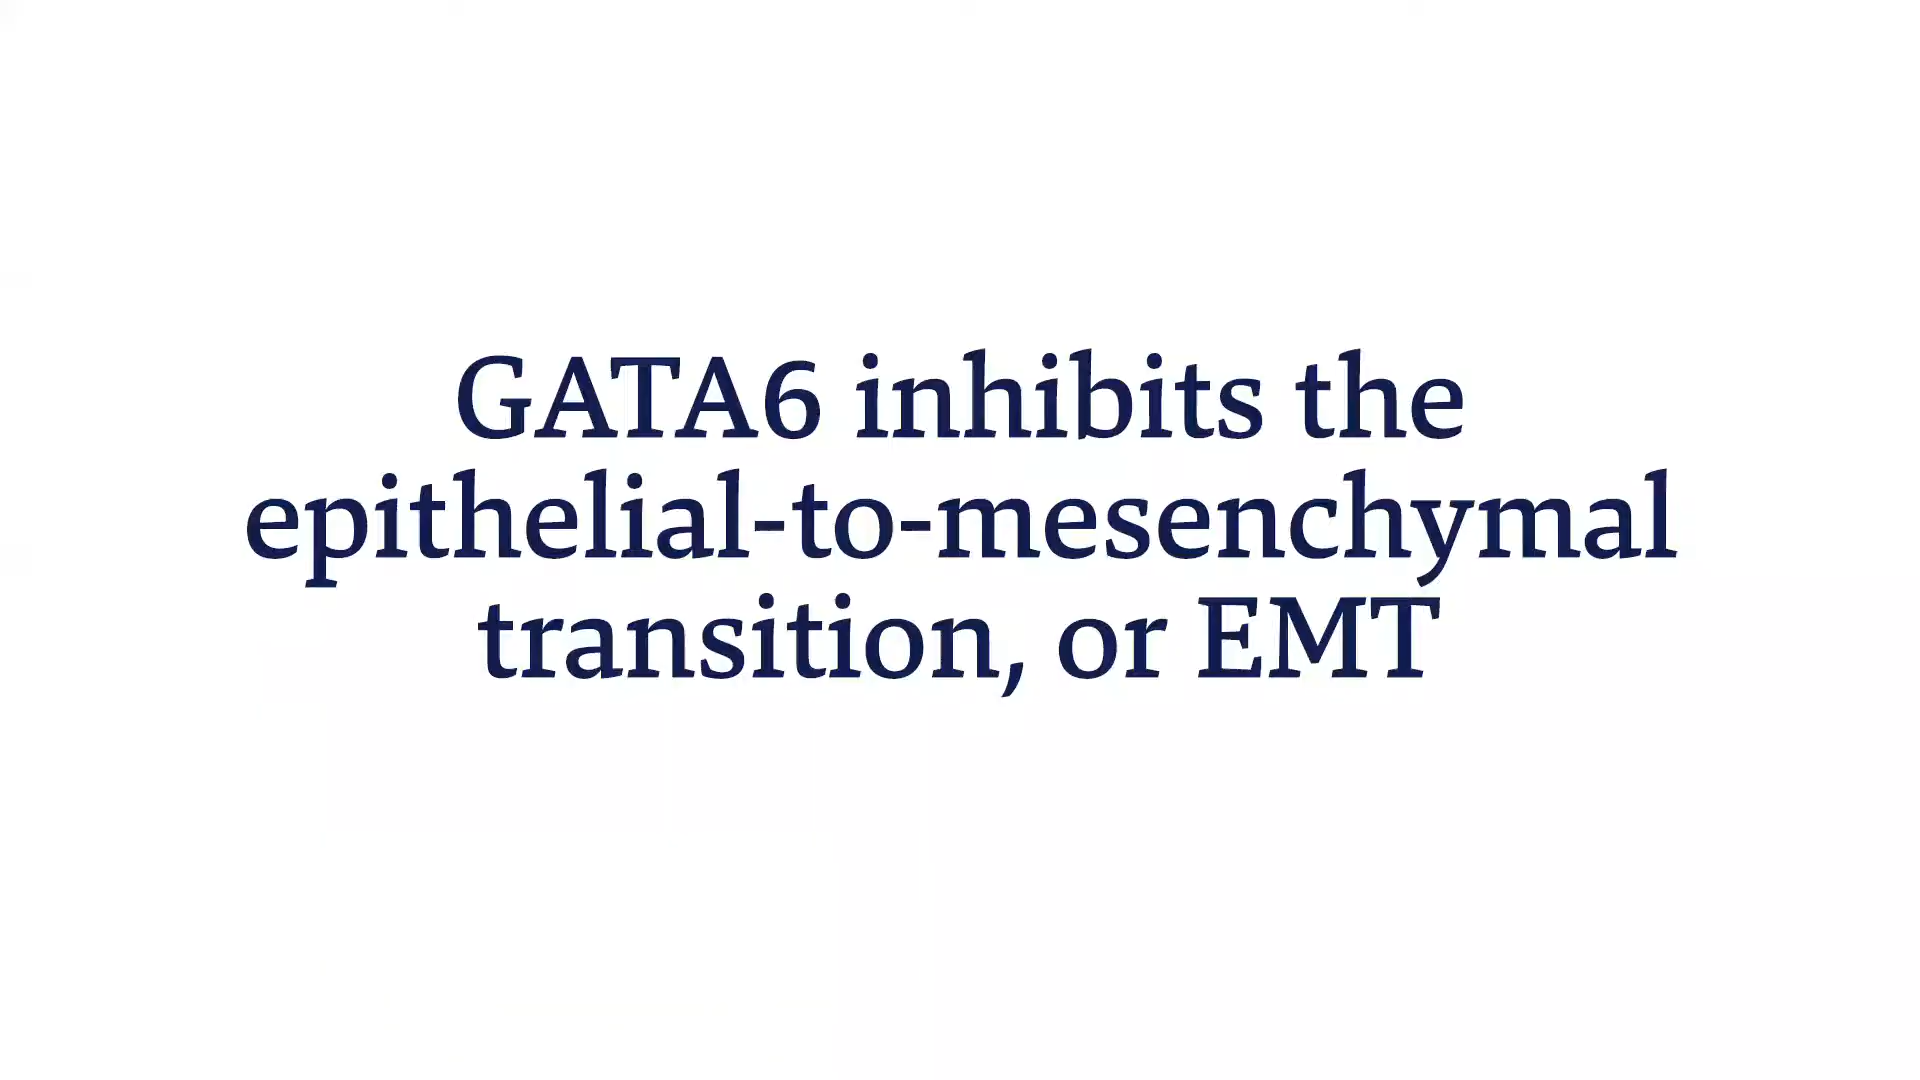 GATA6 inhibits the
epithelial-to-mesenchymal
transition, or EMT